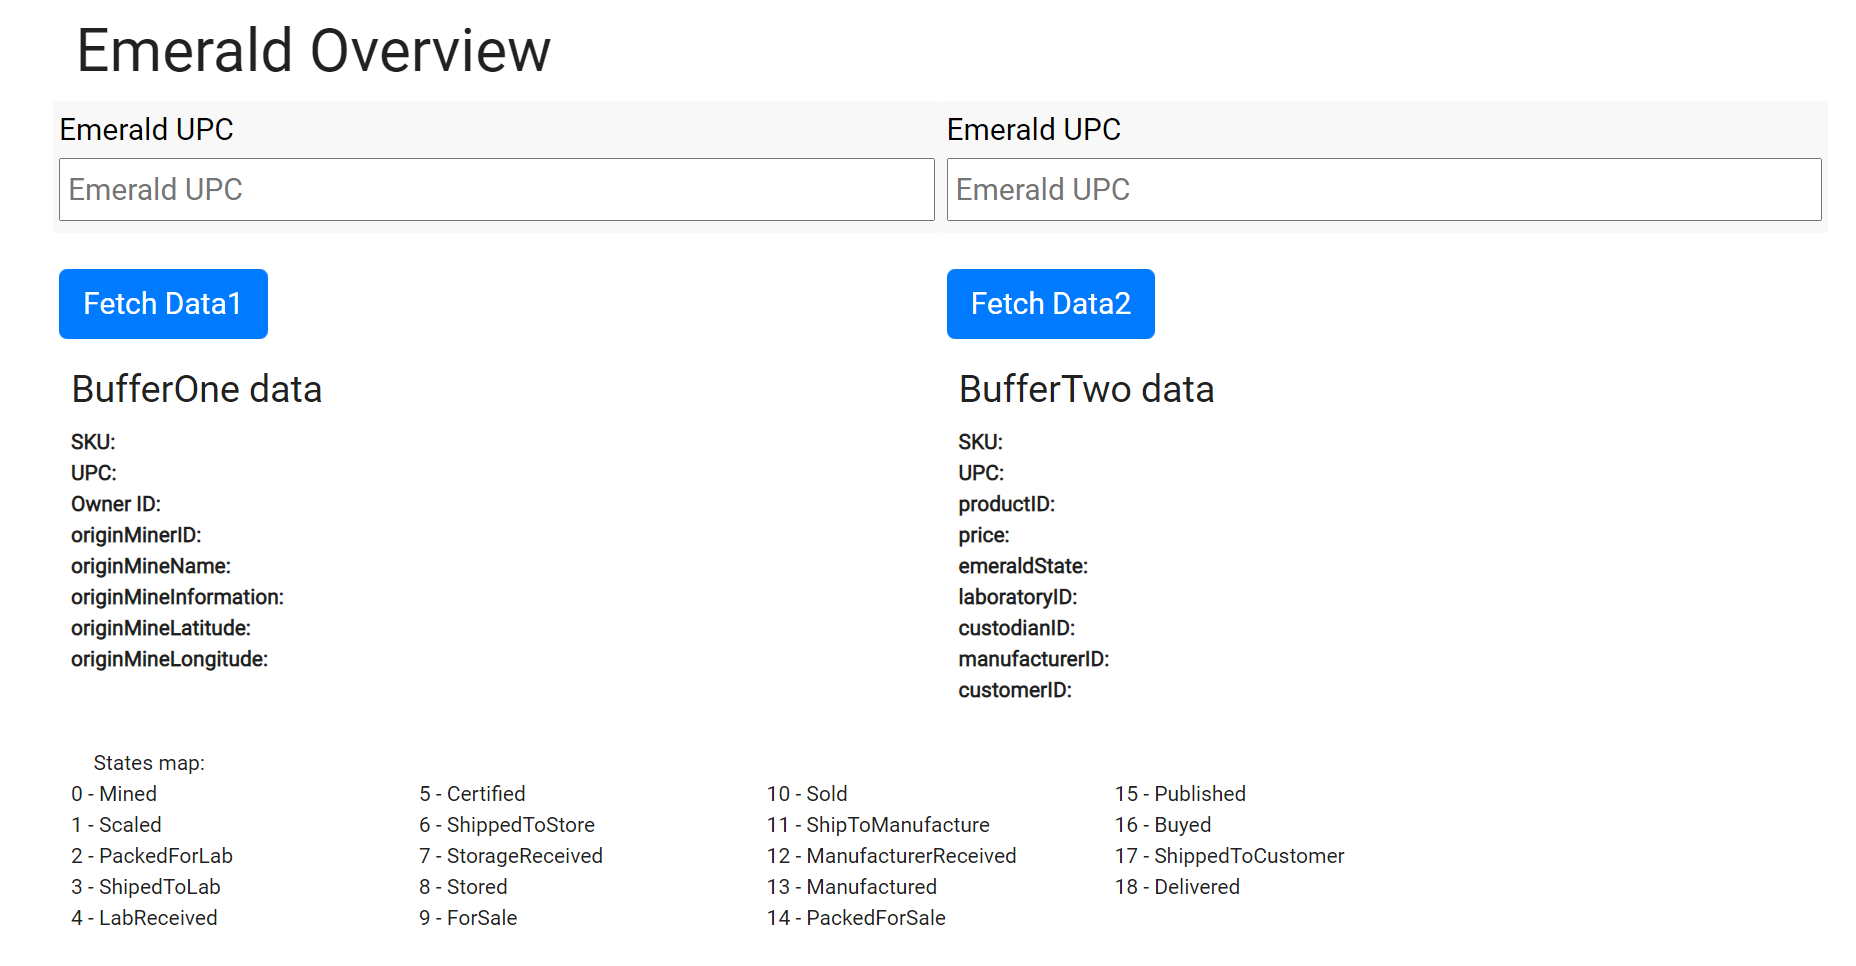 Emerald Overview
Emerald UPC
Emerald UPC
Fetch Data1
BufferOne data
SKU:
UPC:
Owner ID:
originMinerID:
originMineName:
originMineInformation:
originMineLatitude:
originMineLongitude:
Emerald UPC
Emerald UPC
Fetch Data2
BufferTwo data
SKU:
UPC:
productID:
price:
emeraldState:
laboratoryID:
custodianID:
manufacturerID:
customerID:
States map:
0 - Mined
1 - Scaled
2 - PackedForLab
3 - ShipedToLab
4 - LabReceived
5 - Certified
6 - ShippedToStore
7 - StorageReceived
8 - Stored
9 - ForSale
10 - Sold
11 - ShipToManufacture
12 - ManufacturerReceived
13 - Manufactured
14 - PackedForSale
15 - Published
16 - Buyed
17 - ShippedToCustomer
18 - Delivered